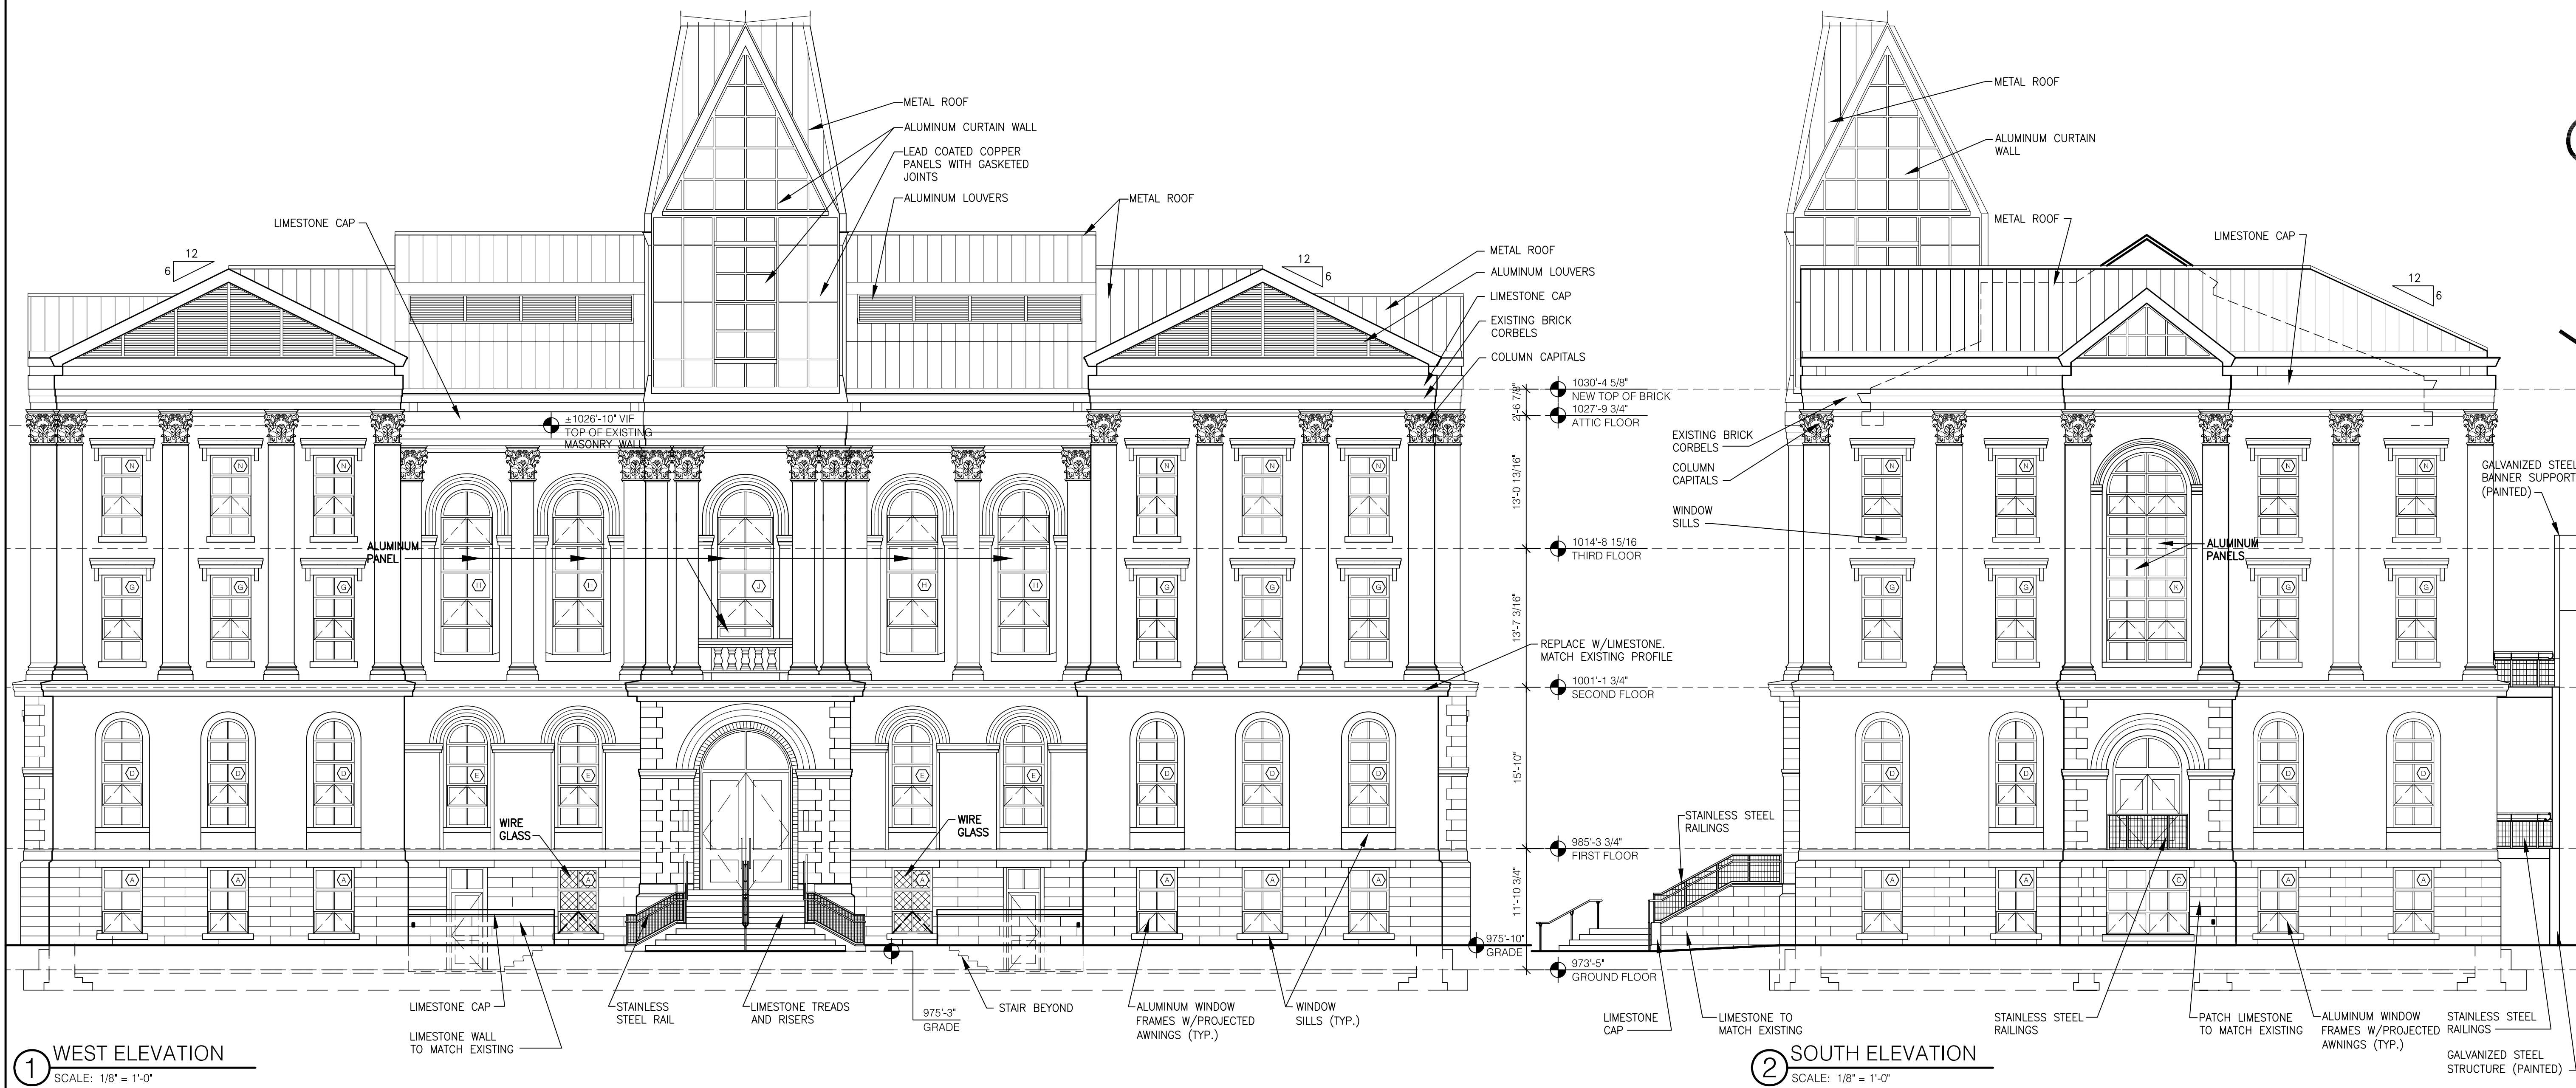 METAL ROOF
ALUMINUM CURTAIN WALL
LEAD COATED COPPER
PANELS WITH GASKETED
JOINTS
ALUMINUM LOUVERS
METAL ROOF
LIMESTONE CAP
12
6
12
6
METAL ROOF
ALUMINUM LOUVERS
LIMESTONE CAP
EXISTING BRICK
CORBELS
COLUMN CAPITALS
±1026'-10" VIF
TOP OF EXISTING
MASONRY WALL
N
N
N
N
N
N
ALUMINUM
PANEL
G
G
G
H
H
J
H
H
G
G
G
D
D
D
E
E
E
E
D
D
D
WIRE
GLASS
WIRE
GLASS
A
A
A
A
A
A
A
A
2'-6 7/8"
13'-0 13/16"
13'-7 3/16"
15'-10"
11'-10 3/4"
1030'-4 5/8"
NEW TOP OF BRICK
1027'-9 3/4"
ATTIC FLOOR
1014'-8 15/16
THIRD FLOOR
REPLACE W/LIMESTONE.
MATCH EXISTING PROFILE
1001'-1 3/4"
SECOND FLOOR
985'-3 3/4"
FIRST FLOOR
975'-10"
GRADE
973'-5"
GROUND FLOOR
LIMESTONE CAP
LIMESTONE WALL
TO MATCH EXISTING
STAINLESS
STEEL RAIL
LIMESTONE TREADS
AND RISERS
975'-3"
GRADE
STAIR BEYOND
ALUMINUM WINDOW
FRAMES W/PROJECTED
AWNINGS (TYP.)
WINDOW
SILLS (TYP.)
1
WEST ELEVATION
SCALE: 1/8" = 1'-0"
METAL ROOF
ALUMINUM CURTAIN
WALL
METAL ROOF
LIMESTONE CAP
12
6
EXISTING BRICK
CORBELS
COLUMN
CAPITALS
WINDOW
SILLS
N
N
N
N
GALVANIZED STEEL
BANNER SUPPORT
(PAINTED)
ALUMINUM
PANELS
G
G
K
G
G
D
D
D
D
STAINLESS STEEL
RAILINGS
A
A
C
A
A
LIMESTONE
CAP
LIMESTONE TO
MATCH EXISTING
STAINLESS STEEL
RAILINGS
PATCH LIMESTONE
TO MATCH EXISTING
ALUMINUM WINDOW
FRAMES W/PROJECTED
AWNINGS (TYP.)
STAINLESS STEEL
RAILINGS
GALVANIZED STEEL
STRUCTURE (PAINTED)
2
SOUTH ELEVATION
SCALE: 1/8" = 1'-0"